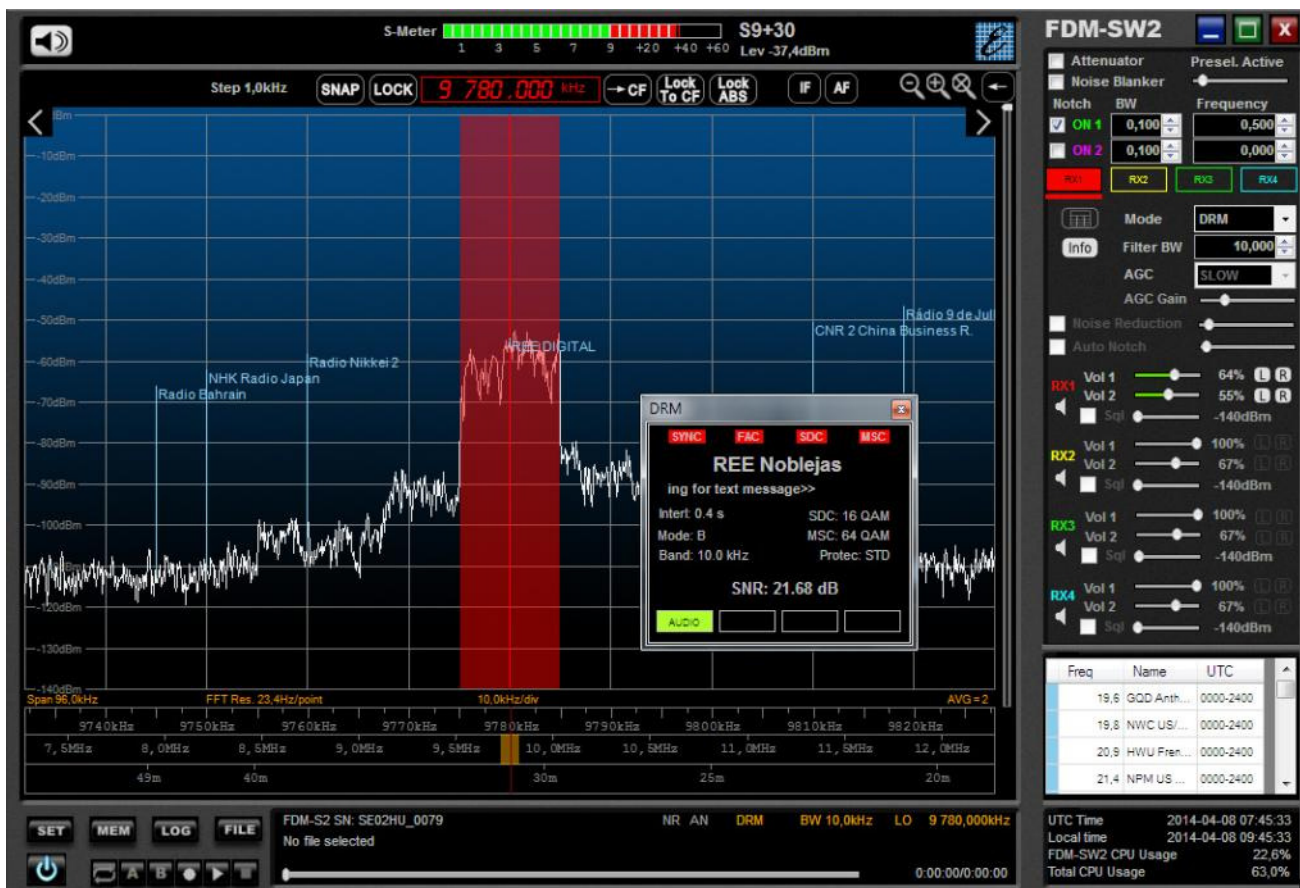 S-Meter
S9+30
1 3 5 7 9 +20 +40 +60 Lev -37,4dBm
FDM-SW2
Step 1,0kHz
SNAP LOCK 9 780.000 kHz →CF Lock To CF Lock ABS IF AF
-10dBm
-20dBm
-30dBm
-40dBm
-50dBm
-60dBm
-70dBm
-80dBm
-90dBm
-100dBm
-120dBm
-130dBm
-140dBm
Radio Bahrain
NHK Radio Japan
Radio Nikkei 2
REE DIGITAL
CNR 2 China Business R.
Rádio 9 de Jul
DRM
SYNC FAC SDC MSC
REE Noblejas
ing for text message>>
Interl: 0.4 s SDC: 16 QAM
Mode: B MSC: 64 QAM
Band: 10.0 kHz Protec: STD
SNR: 21.68 dB
AUDIO
Span 96,0kHz FFT Res. 23,4Hz/point 10,0kHz/div AVG = 2
9740kHz 9750kHz 9760kHz 9770kHz 9780kHz 9790kHz 9800kHz 9810kHz 9820kHz
7,5MHz 8,0MHz 8,5MHz 9,0MHz 9,5MHz 10,0MHz 10,5MHz 11,0MHz 11,5MHz 12,0MHz
49m 40m 30m 25m 20m
SET MEM LOG FILE
FDM-S2 SN: SE02HU_0079 NR AN DRM BW 10,0kHz LO 9 780,000kHz
No file selected
A B
0:00:00/0:00:00
Attenuator Presel. Active
Noise Blanker
Notch BW Frequency
ON 1 0,100 0,500
ON 2 0,100 0,000
RX1 RX2 RX3 RX4
Mode DRM
Info Filter BW 10,000
AGC SLOW
AGC Gain
Noise Reduction
Auto Notch
RX1 Vol 1 64% L R
Vol 2 55% L R
Sql -140dBm
RX2 Vol 1 100% L R
Vol 2 67% L R
Sql -140dBm
RX3 Vol 1 100% L R
Vol 2 67% L R
Sql -140dBm
RX4 Vol 1 100% L R
Vol 2 67% L R
Sql -140dBm
Freq Name UTC
19,6 GQD Anth... 0000-2400
19,8 NWC US/... 0000-2400
20,9 HWU Fren... 0000-2400
21,4 NPM US ... 0000-2400
UTC Time 2014-04-08 07:45:33
Local time 2014-04-08 09:45:33
FDM-SW2 CPU Usage 22,6%
Total CPU Usage 63,0%